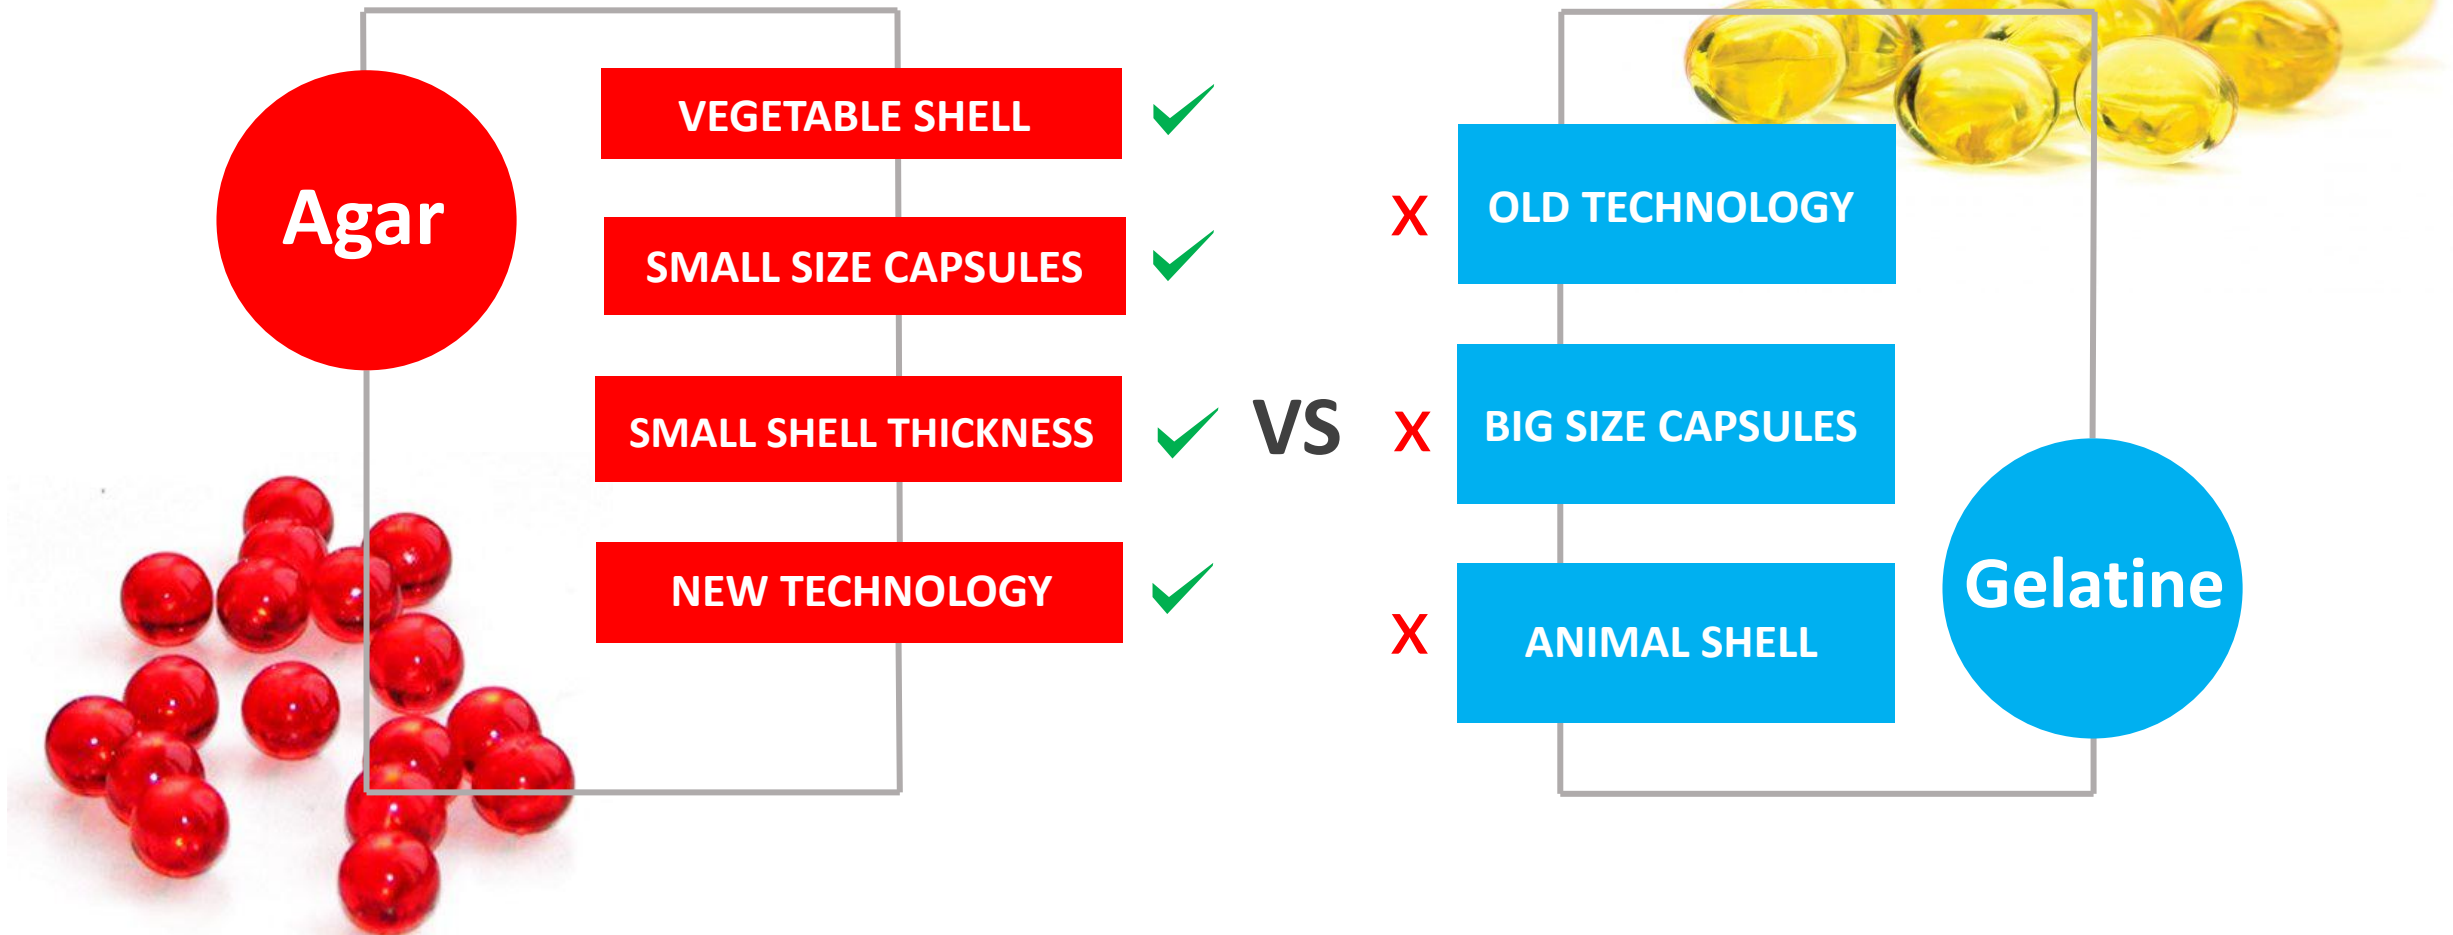 Agar
VEGETABLE SHELL
SMALL SIZE CAPSULES
SMALL SHELL THICKNESS
NEW TECHNOLOGY
VS
X OLD TECHNOLOGY
X BIG SIZE CAPSULES
X ANIMAL SHELL
Gelatine